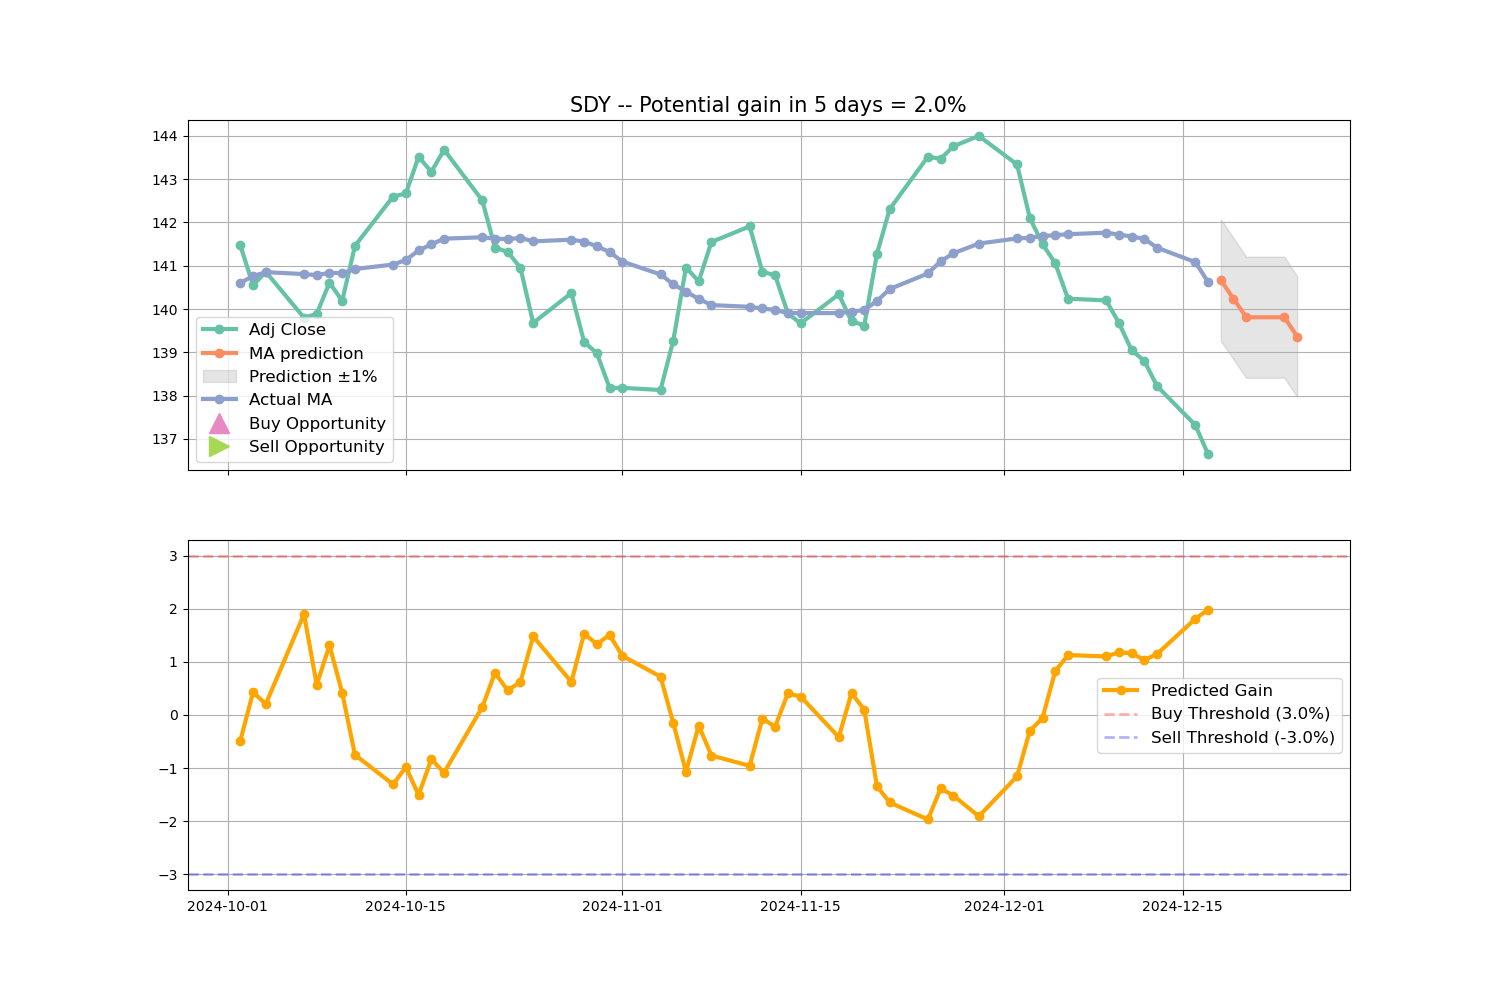 SDY -- Potential gain in 5 days = 2.0%
144
143
142
141
140
139
138
137
Adj Close
MA prediction
Prediction ±1%
Actual MA
Buy Opportunity
Sell Opportunity
3
2
1
0
−1
−2
−3
Predicted Gain
Buy Threshold (3.0%)
Sell Threshold (-3.0%)
2024-10-01
2024-10-15
2024-11-01
2024-11-15
2024-12-01
2024-12-15